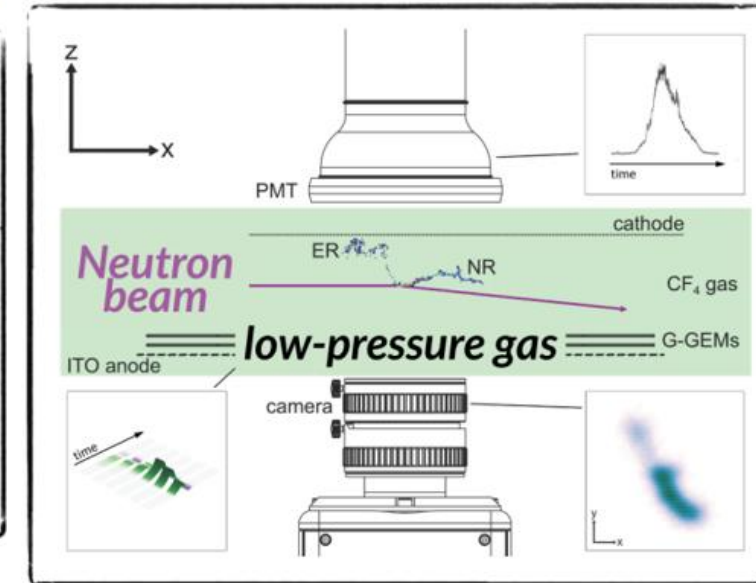 Z
X
PMT
time
cathode
ER
NR
Neutron
beam
CF₄ gas
low-pressure gas
G-GEMs
ITO anode
camera
time
y
x